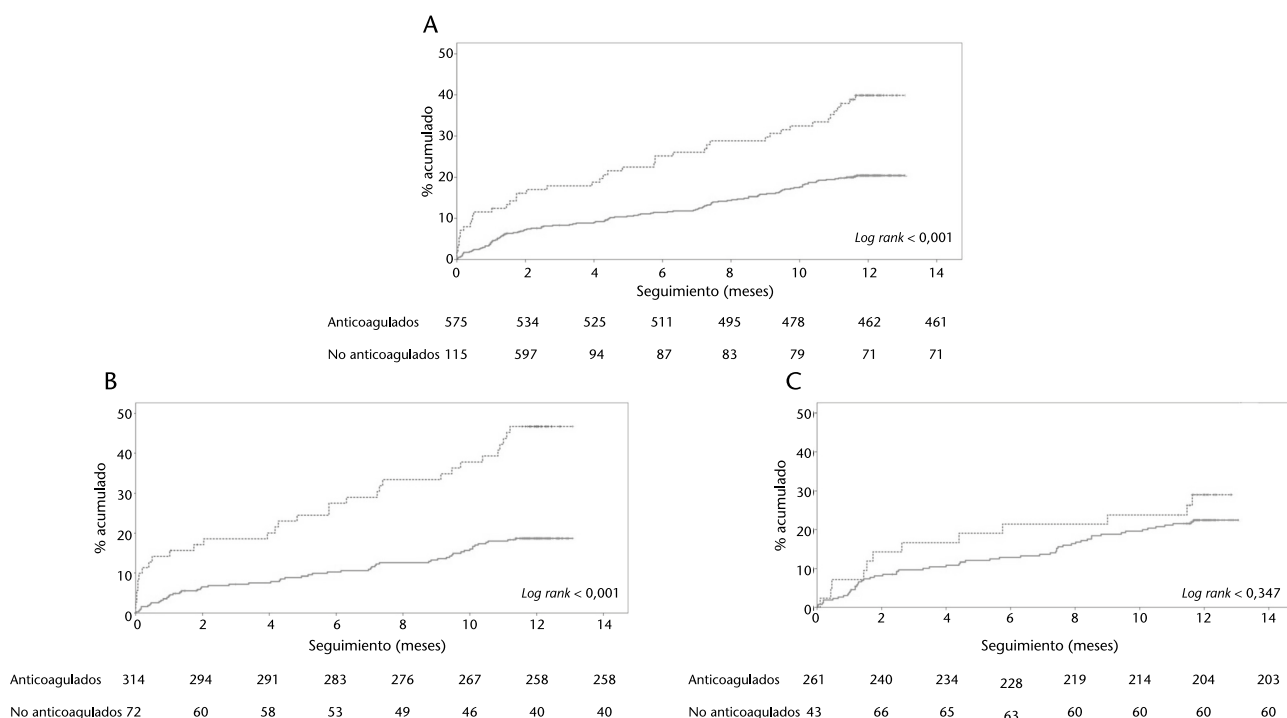 A
50
40
30
20
10
0
% acumulado
Log rank < 0,001
0 2 4 6 8 10 12 14
Seguimiento (meses)
Anticoagulados 575 534 525 511 495 478 462 461
No anticoagulados 115 597 94 87 83 79 71 71
B
50
40
30
20
10
0
% acumulado
Log rank < 0,001
0 2 4 6 8 10 12 14
Seguimiento (meses)
Anticoagulados 314 294 291 283 276 267 258 258
No anticoagulados 72 60 58 53 49 46 40 40
C
50
40
30
20
10
0
% acumulado
Log rank < 0,347
0 2 4 6 8 10 12 14
Seguimiento (meses)
Anticoagulados 261 240 234 228 219 214 204 203
No anticoagulados 43 66 65 63 60 60 60 60